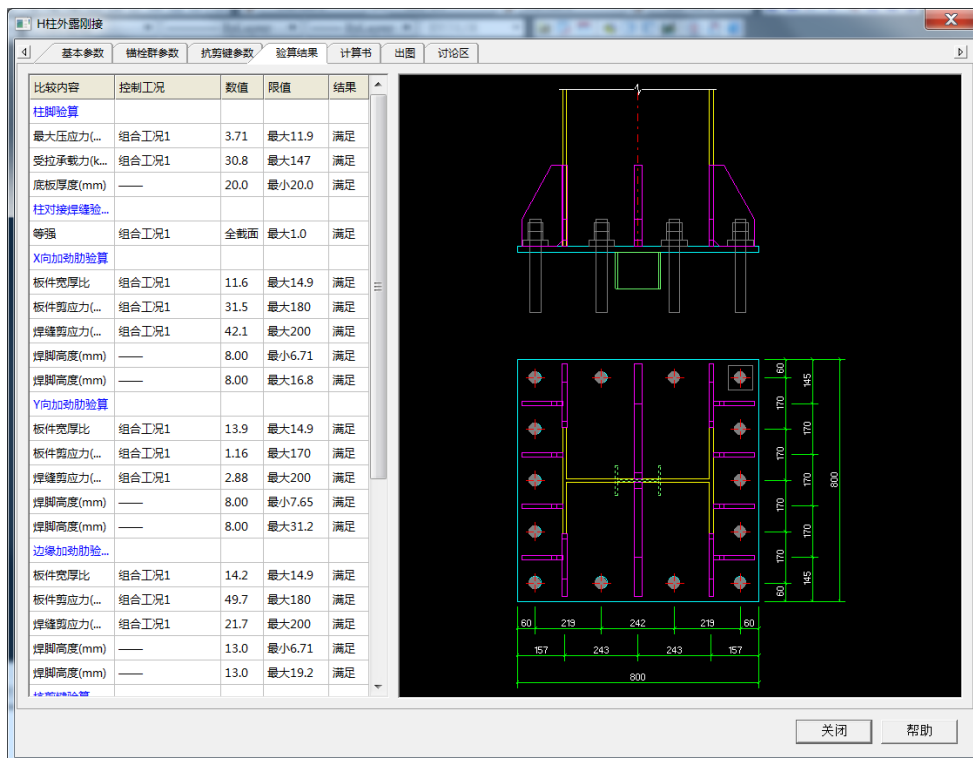 H柱外露刚接
基本参数 锚栓群参数 抗剪键参数 验算结果 计算书 出图 讨论区
比较内容 控制工况 数值 限值 结果
柱脚验算
最大压应力(... 组合工况1 3.71 最大11.9 满足
受拉承载力(k... 组合工况1 30.8 最大147 满足
底板厚度(mm) —— 20.0 最小20.0 满足
柱对接焊缝验...
等强 组合工况1 全截面 最大1.0 满足
X向加劲肋验算
板件宽厚比 组合工况1 11.6 最大14.9 满足
板件剪应力(... 组合工况1 31.5 最大180 满足
焊缝剪应力(... 组合工况1 42.1 最大200 满足
焊脚高度(mm) —— 8.00 最小6.71 满足
焊脚高度(mm) —— 8.00 最大16.8 满足
Y向加劲肋验算
板件宽厚比 组合工况1 13.9 最大14.9 满足
板件剪应力(... 组合工况1 1.16 最大170 满足
焊缝剪应力(... 组合工况1 2.88 最大200 满足
焊脚高度(mm) —— 8.00 最小7.65 满足
焊脚高度(mm) —— 8.00 最大31.2 满足
边缘加劲肋验...
板件宽厚比 组合工况1 14.2 最大14.9 满足
板件剪应力(... 组合工况1 49.7 最大180 满足
焊缝剪应力(... 组合工况1 21.7 最大200 满足
焊脚高度(mm) —— 13.0 最小6.71 满足
焊脚高度(mm) —— 13.0 最大19.2 满足
抗剪键验算
60 170 170 170 170 60
145 170 170 170 145
800
60 219 242 219 60
157 243 243 157
800
关闭 帮助